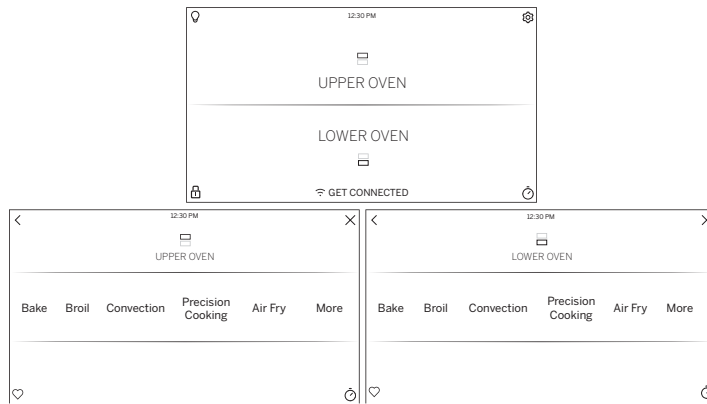 12:30 PM
UPPER OVEN
LOWER OVEN
GET CONNECTED
12:30 PM
UPPER OVEN
Bake Broil Convection Precision Cooking Air Fry More
12:30 PM
LOWER OVEN
Bake Broil Convection Precision Cooking Air Fry More